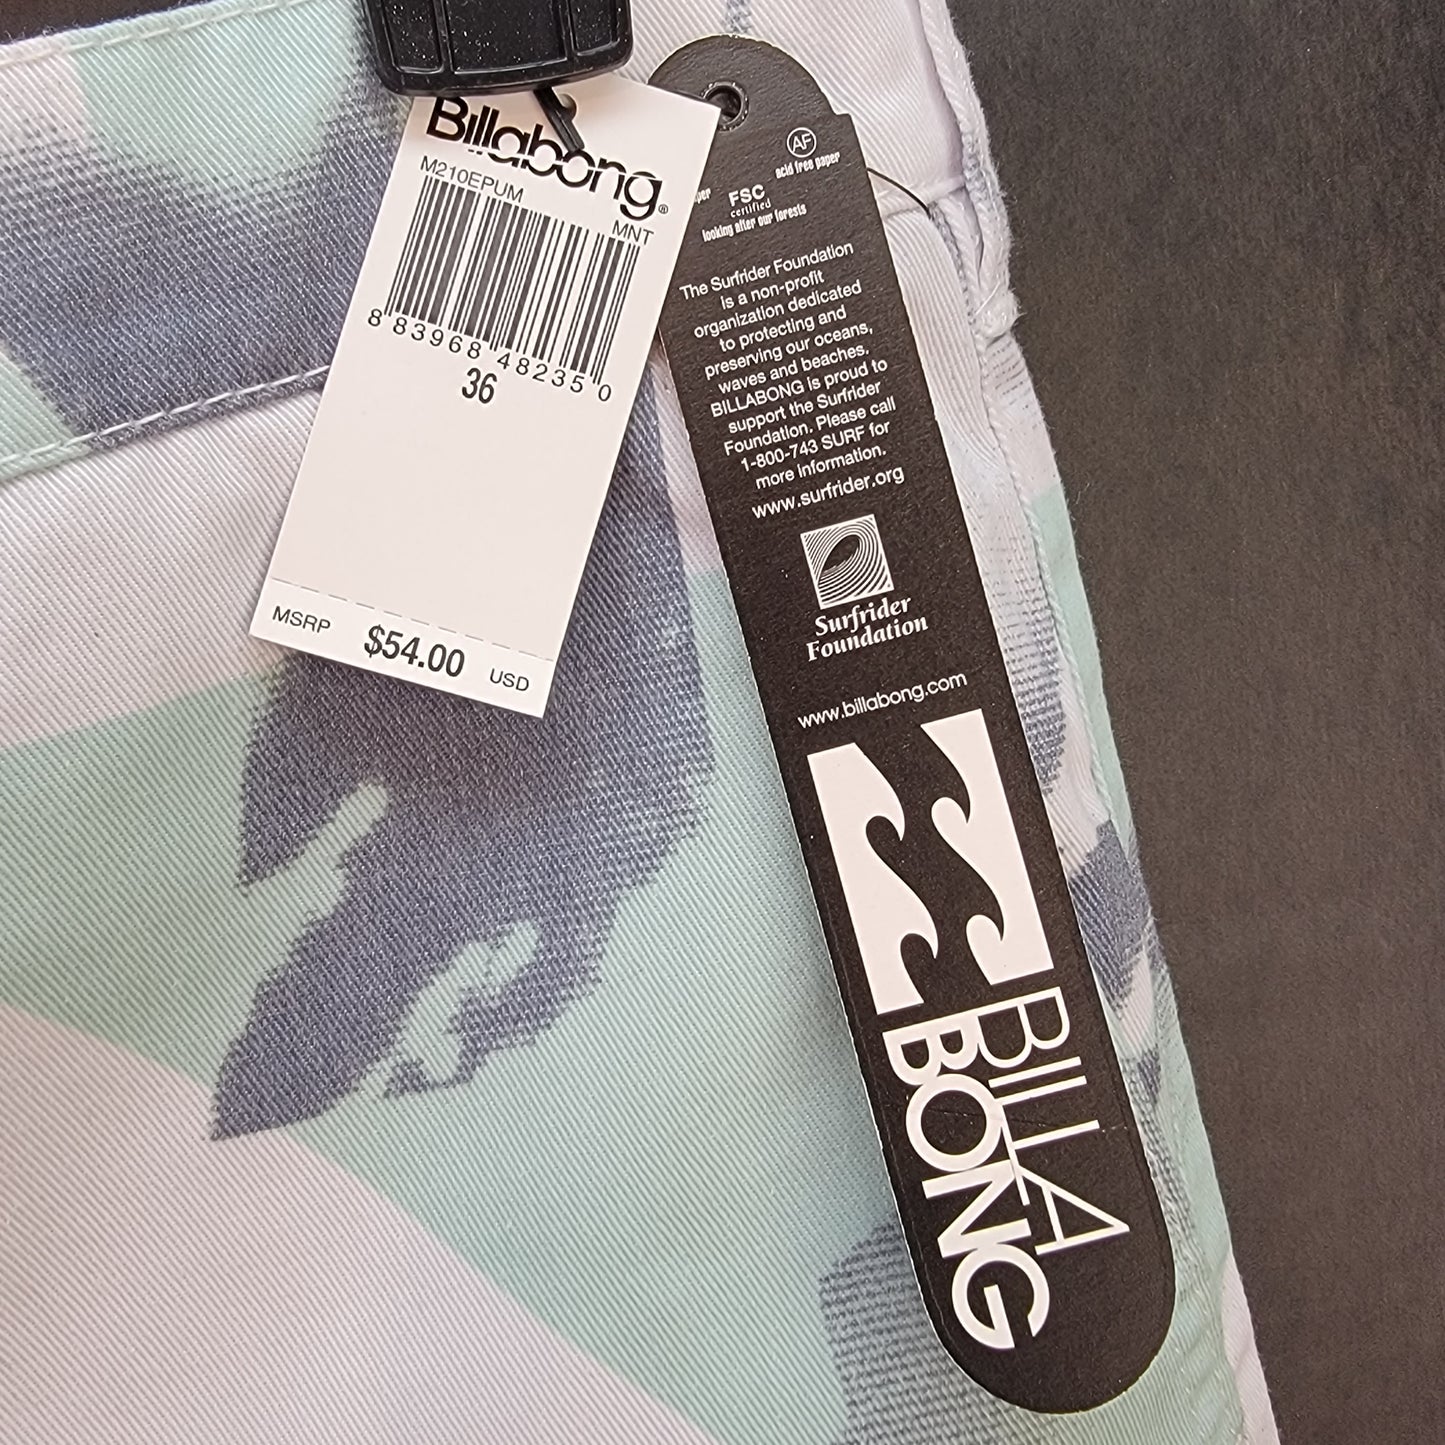 Billabong®
M210EPUM
MNT
8 83968 48235 0
36
MSRP $54.00 USD
AF
acid free paper
FSC
certified
looking after our forests
The Surfrider Foundation
is a non-profit
organization dedicated
to protecting and
preserving our oceans,
waves and beaches.
BILLABONG is proud to
support the Surfrider
Foundation. Please call
1-800-743 SURF for
more information.
www.surfrider.org
Surfrider
Foundation
www.billabong.com
BILLA
BONG